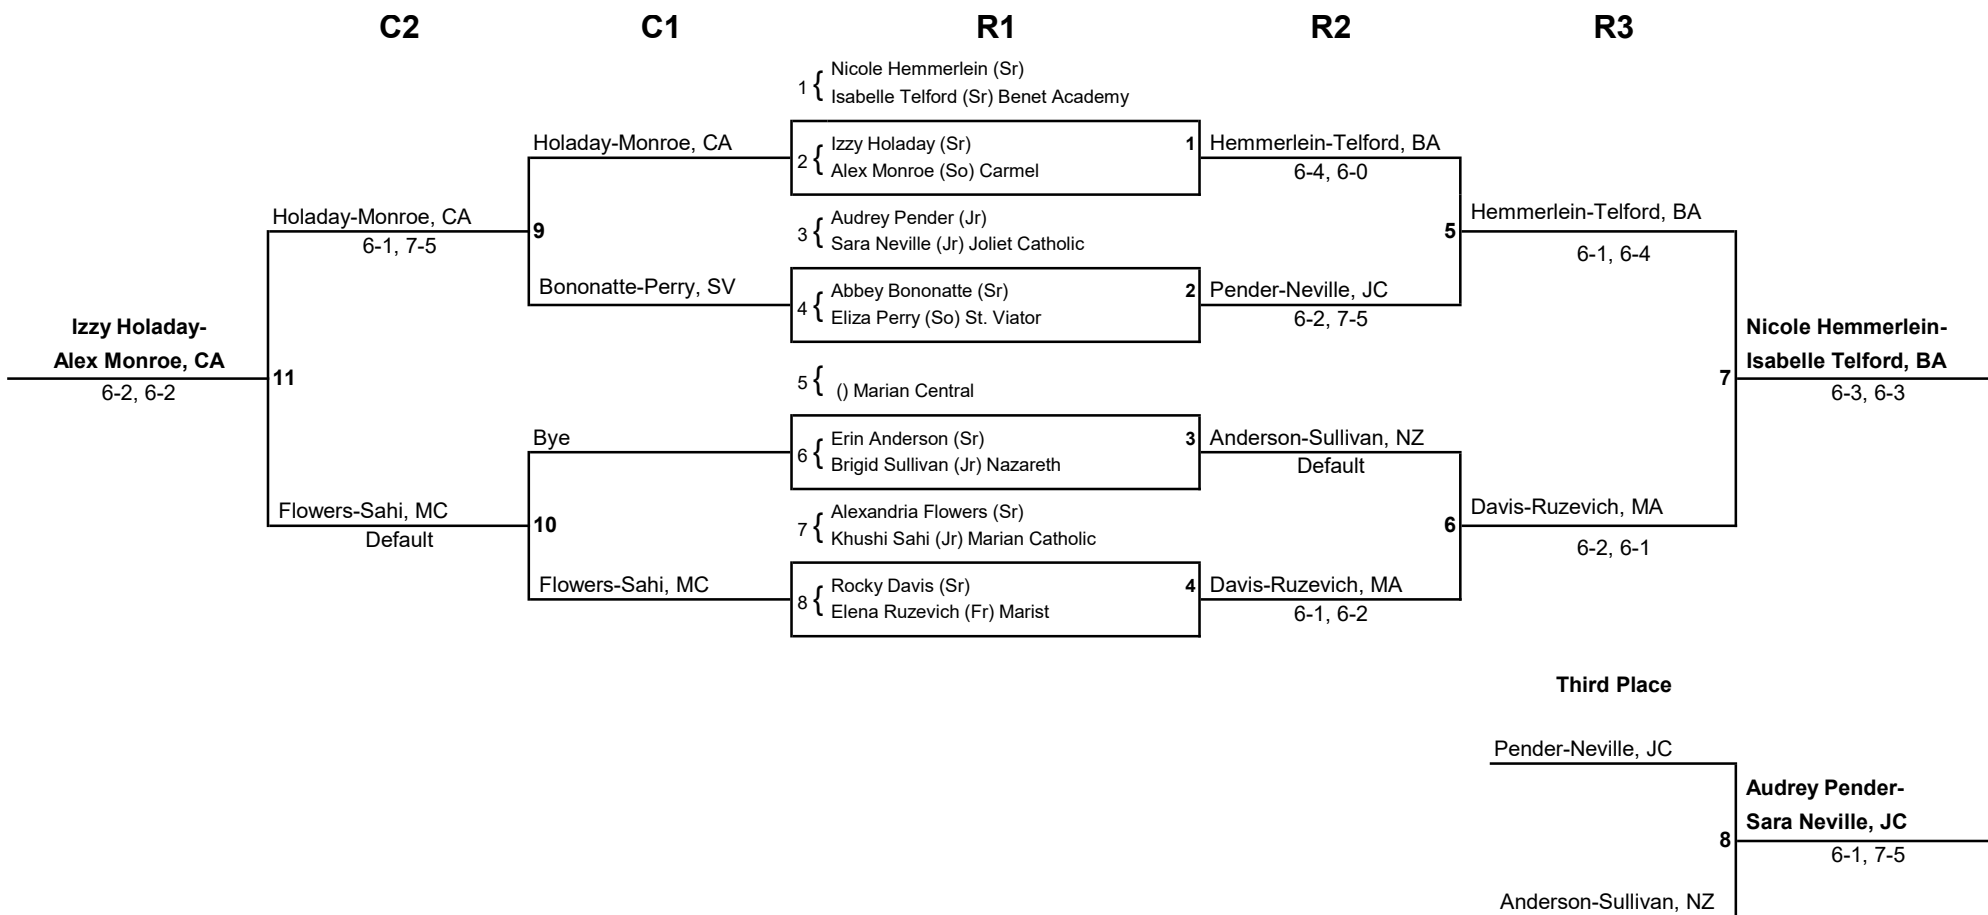 C2 C1 R1 R2 R3
1 { Nicole Hemmerlein (Sr)
Isabelle Telford (Sr) Benet Academy
Holaday-Monroe, CA
2 { Izzy Holaday (Sr)
Alex Monroe (So) Carmel
1
Hemmerlein-Telford, BA
6-4, 6-0
Holaday-Monroe, CA
6-1, 7-5
9
3 { Audrey Pender (Jr)
Sara Neville (Jr) Joliet Catholic
5
Hemmerlein-Telford, BA
6-1, 6-4
Bononatte-Perry, SV
4 { Abbey Bononatte (Sr)
Eliza Perry (So) St. Viator
2
Pender-Neville, JC
6-2, 7-5
Izzy Holaday-
Alex Monroe, CA
6-2, 6-2
11
5 {
() Marian Central
7
Nicole Hemmerlein-
Isabelle Telford, BA
6-3, 6-3
Bye
6 { Erin Anderson (Sr)
Brigid Sullivan (Jr) Nazareth
3
Anderson-Sullivan, NZ
Default
Flowers-Sahi, MC
Default
10
7 { Alexandria Flowers (Sr)
Khushi Sahi (Jr) Marian Catholic
6
Davis-Ruzevich, MA
6-2, 6-1
Flowers-Sahi, MC
8 { Rocky Davis (Sr)
Elena Ruzevich (Fr) Marist
4
Davis-Ruzevich, MA
6-1, 6-2
Third Place
Pender-Neville, JC
8
Audrey Pender-
Sara Neville, JC
6-1, 7-5
Anderson-Sullivan, NZ